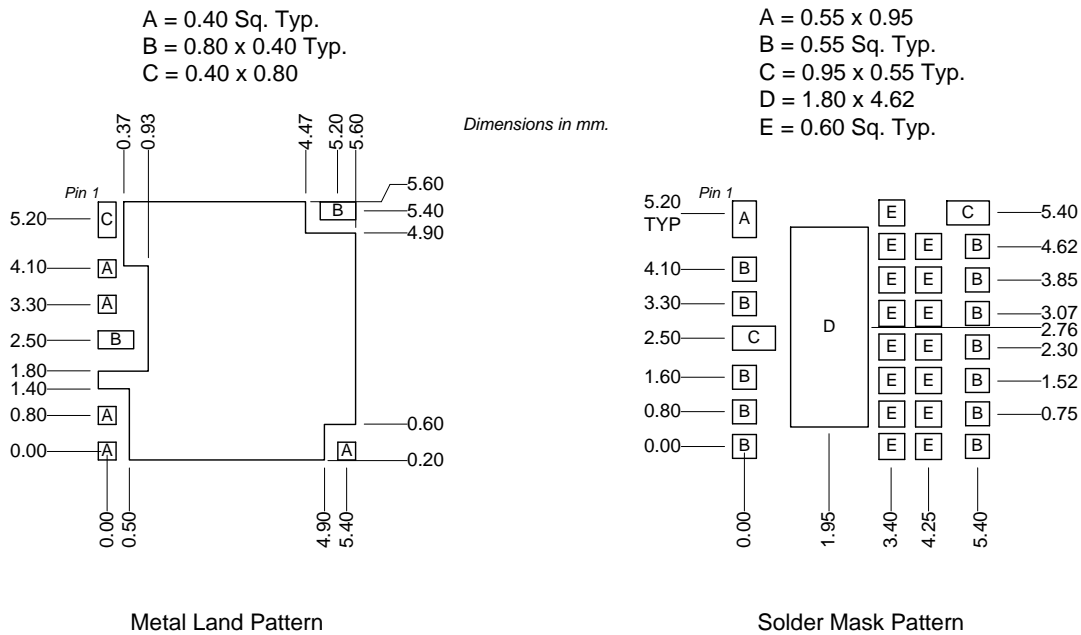 A = 0.40 Sq. Typ.
B = 0.80 x 0.40 Typ.
C = 0.40 x 0.80
0.37
0.93
4.47
5.20
5.60
Dimensions in mm.
Pin 1
5.20
4.10
3.30
2.50
1.80
1.40
0.80
0.00
C
A
A
B
A
A
B
A
5.60
5.40
4.90
0.60
0.20
0.00
0.50
4.90
5.40
Metal Land Pattern
A = 0.55 x 0.95
B = 0.55 Sq. Typ.
C = 0.95 x 0.55 Typ.
D = 1.80 x 4.62
E = 0.60 Sq. Typ.
Pin 1
5.20
TYP
4.10
3.30
2.50
1.60
0.80
0.00
A
B
B
C
B
B
B
D
E C
E E B
E E B
E E B
E E B
E E B
E E B
E E B
5.40
4.62
3.85
3.07
2.76
2.30
1.52
0.75
0.00
1.95
3.40
4.25
5.40
Solder Mask Pattern